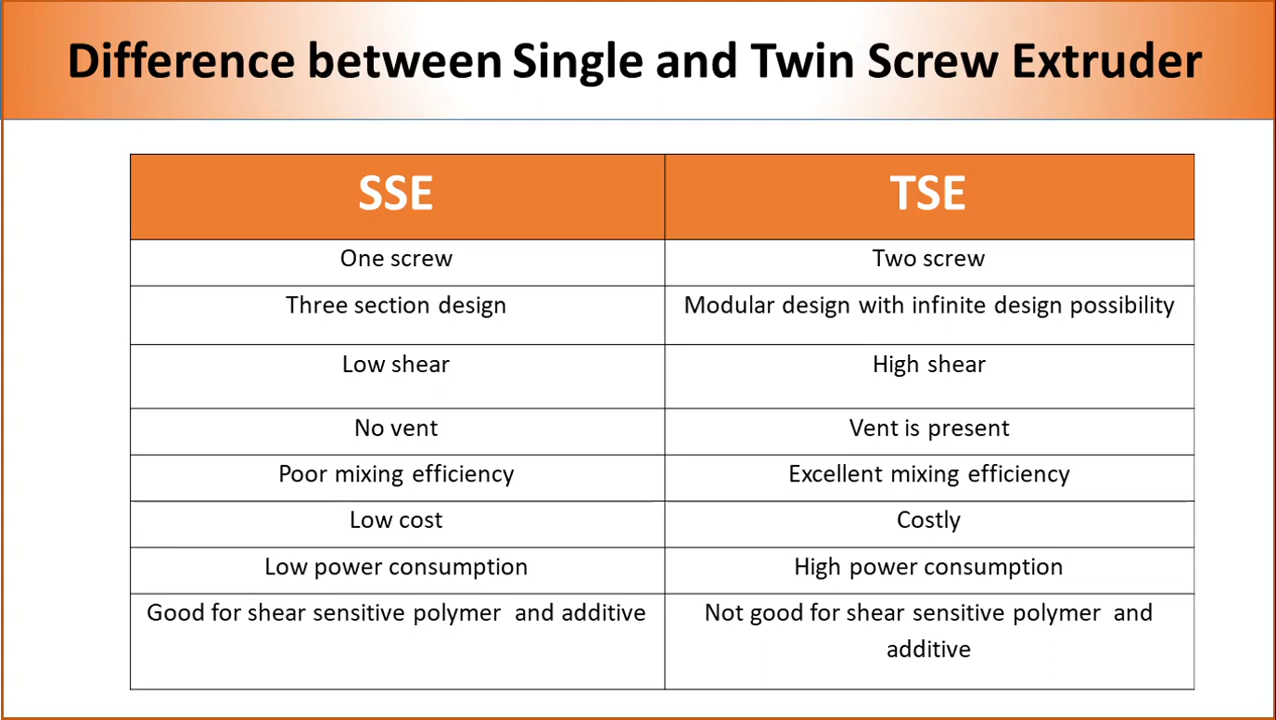 Difference between Single and Twin Screw Extruder
SSE TSE
One screw Two screw
Three section design Modular design with infinite design possibility
Low shear High shear
No vent Vent is present
Poor mixing efficiency Excellent mixing efficiency
Low cost Costly
Low power consumption High power consumption
Good for shear sensitive polymer and additive Not good for shear sensitive polymer and
additive